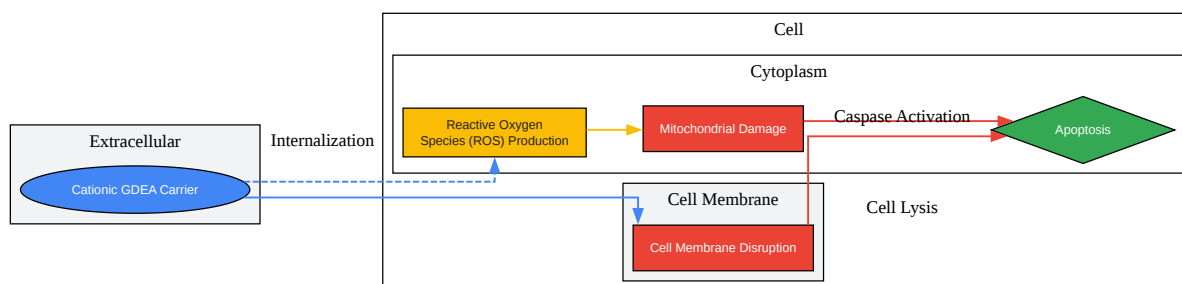 Cell
Cytoplasm
Extracellular
Cationic GDEA Carrier
Internalization
Reactive Oxygen
Species (ROS) Production
Mitochondrial Damage
Caspase Activation
Apoptosis
Cell Membrane
Cell Membrane Disruption
Cell Lysis